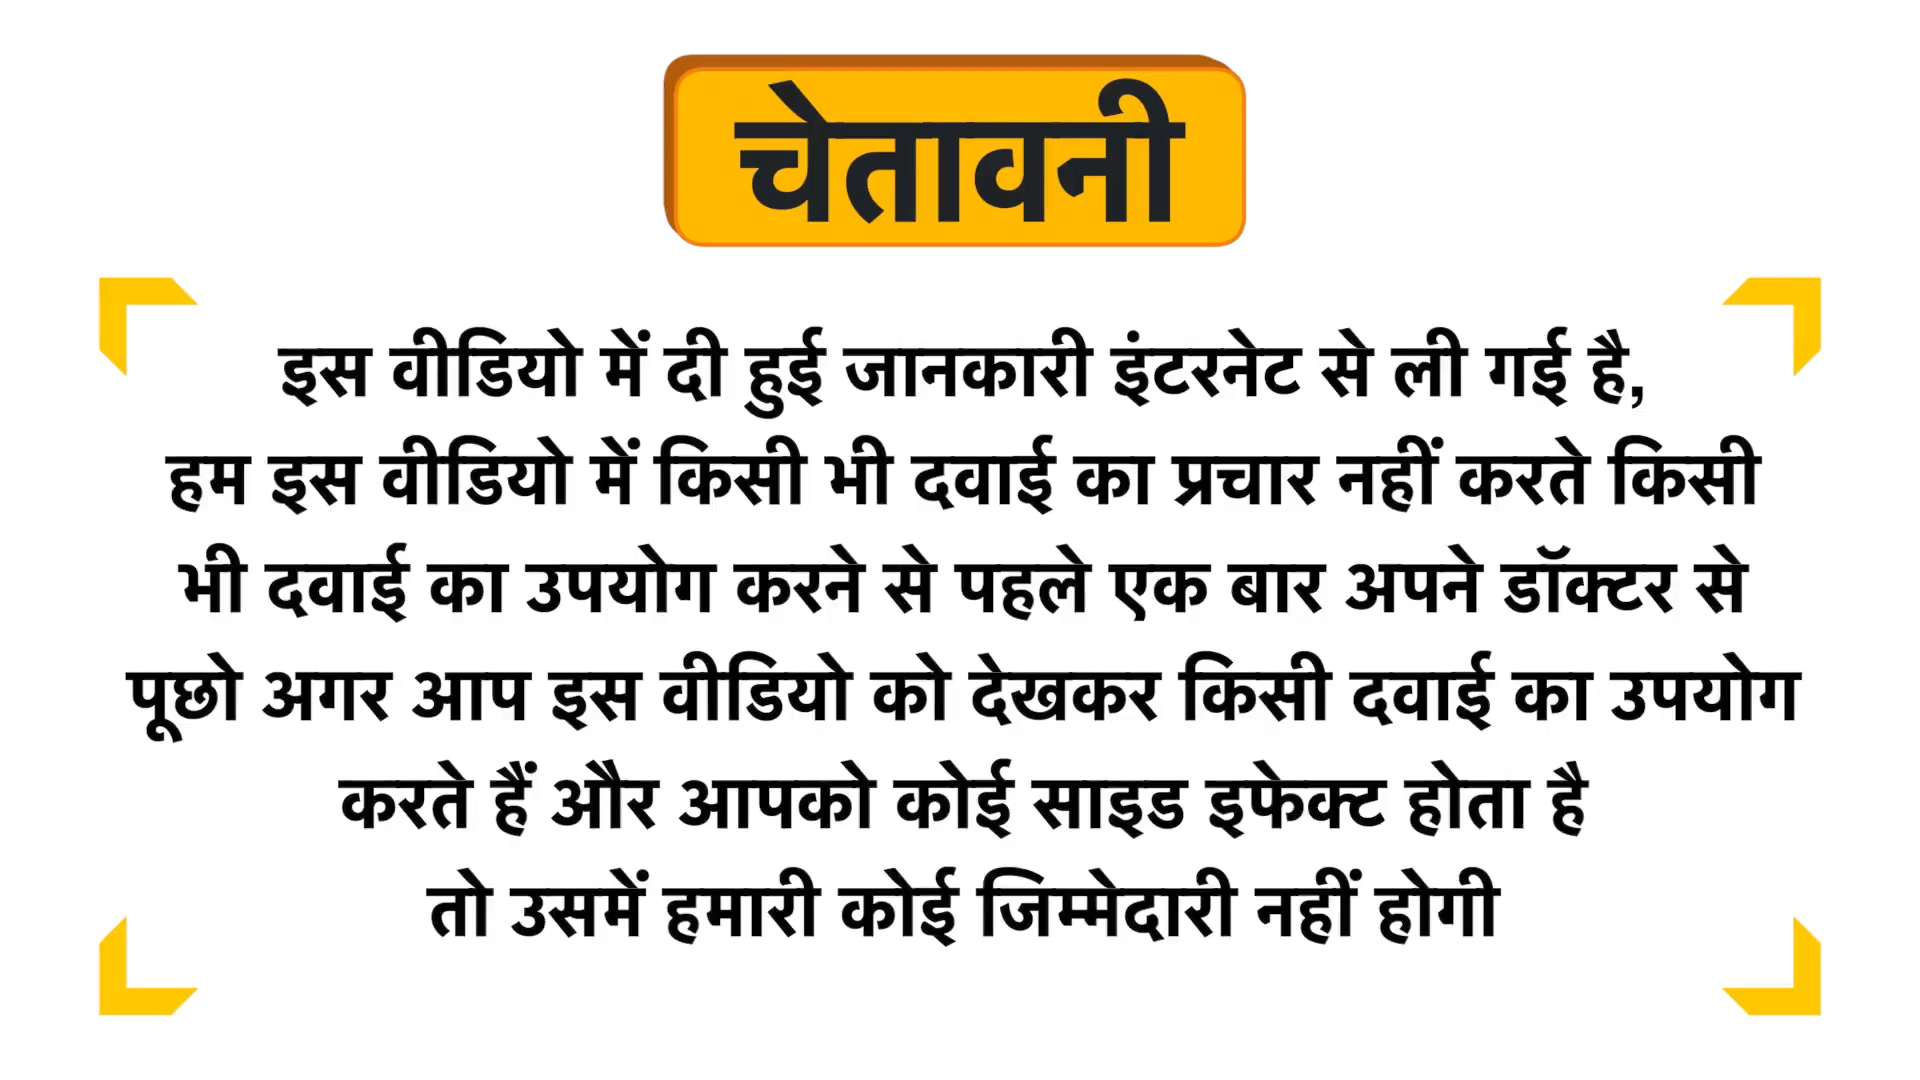 चेतावनी
इस वीडियो में दी हुई जानकारी इंटरनेट से ली गई है,
हम इस वीडियो में किसी भी दवाई का प्रचार नहीं करते किसी
भी दवाई का उपयोग करने से पहले एक बार अपने डॉक्टर से
पूछो अगर आप इस वीडियो को देखकर किसी दवाई का उपयोग
करते हैं और आपको कोई साइड इफेक्ट होता है
तो उसमें हमारी कोई जिम्मेदारी नहीं होगी